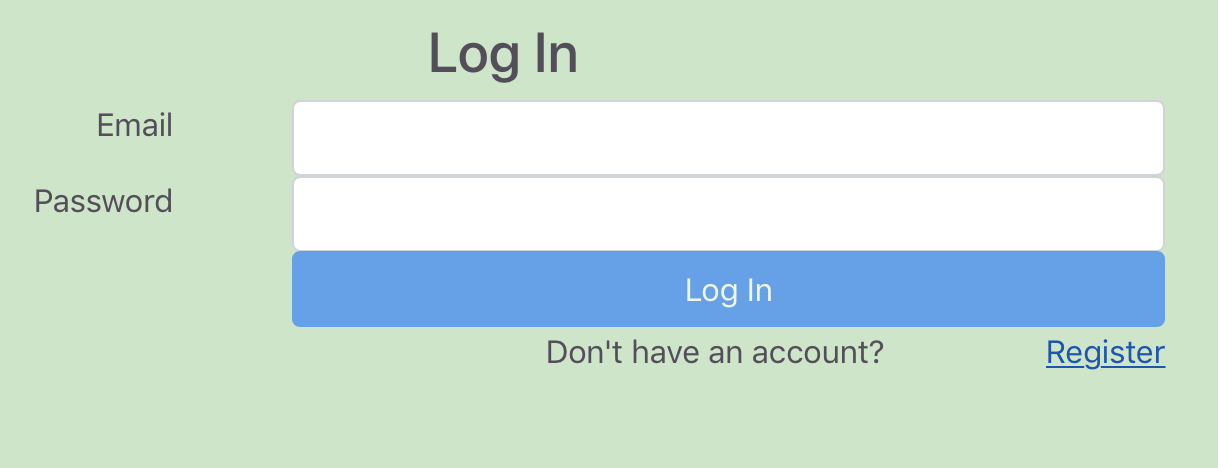 Log In
Email
Password
Log In
Don't have an account? Register